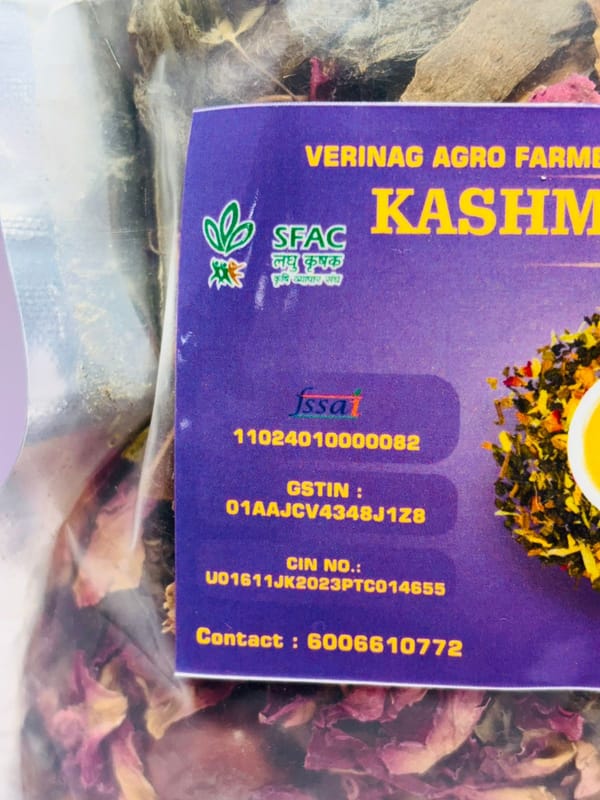 VERINAG AGRO FARME
KASHM
SFAC
लघु कृषक
कृषि व्यापार संघ
fssai
11024010000082
GSTIN :
01AAJCV4348J1Z8
CIN NO.:
U01611JK2023PTC014655
Contact : 6006610772